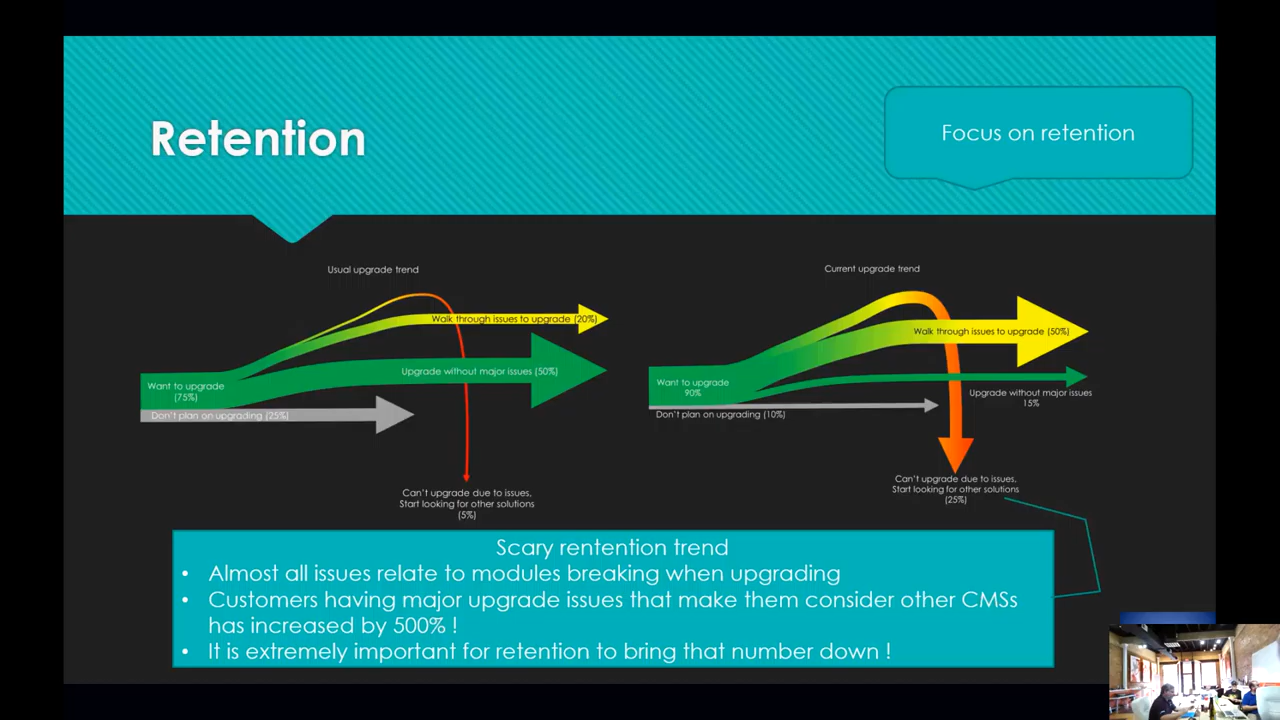 Retention
Focus on retention
Usual upgrade trend
Walk through issues to upgrade (20%)
Upgrade without major issues (50%)
Want to upgrade
(75%)
Don't plan on upgrading (25%)
Can't upgrade due to issues,
Start looking for other solutions
(5%)
Current upgrade trend
Walk through issues to upgrade (50%)
Want to upgrade
90%
Upgrade without major issues
15%
Don't plan on upgrading (10%)
Can't upgrade due to issues,
Start looking for other solutions
(25%)
Scary rentention trend
• Almost all issues relate to modules breaking when upgrading
• Customers having major upgrade issues that make them consider other CMSs
has increased by 500% !
• It is extremely important for retention to bring that number down !